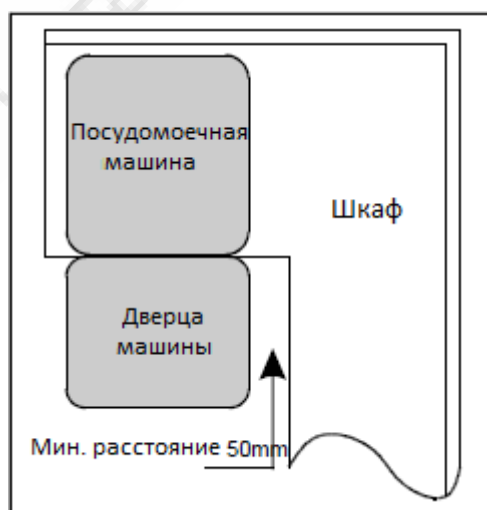 Посудомоечная
машина
Шкаф
Дверца
машины
Мин. расстояние 50mm